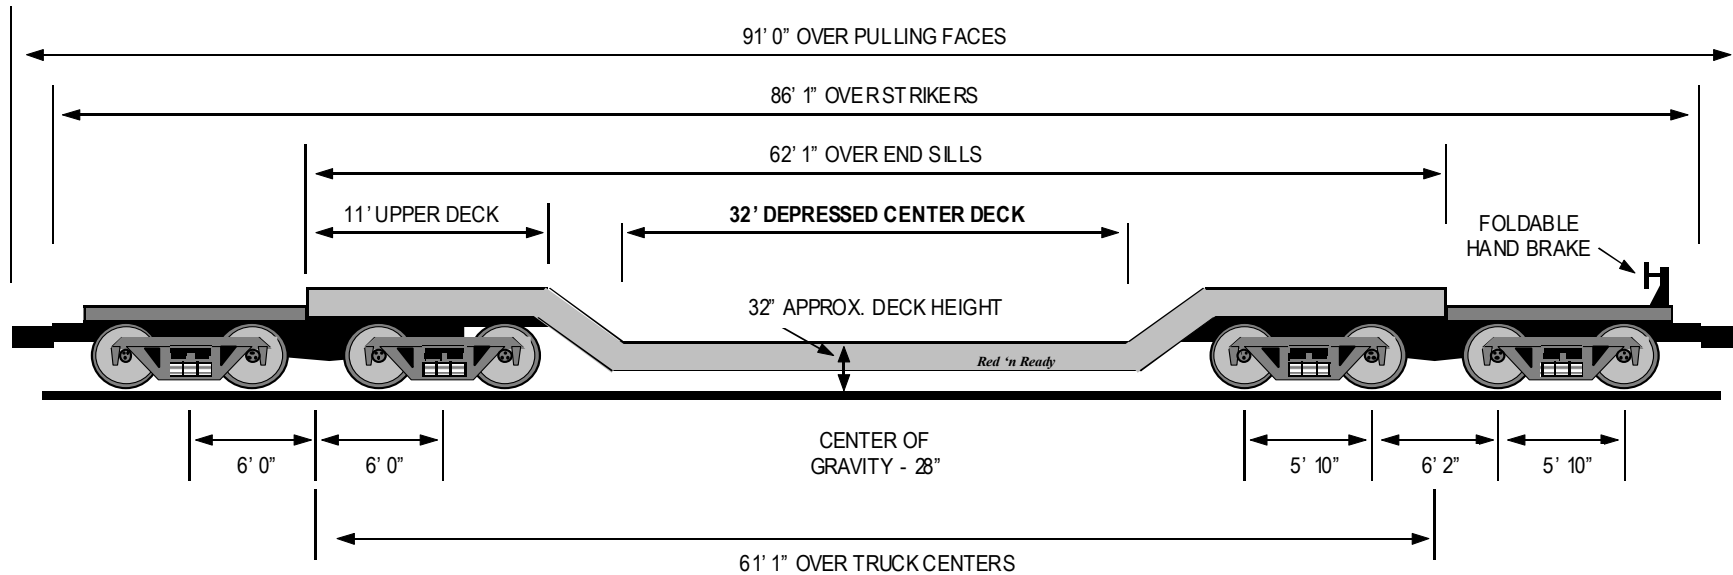 91' 0” OVER PULLING FACES
86' 1” OVER STRIKERS
62' 1” OVER END SILLS
11' UPPER DECK
32' DEPRESSED CENTER DECK
FOLDABLE
HAND BRAKE
32” APPROX. DECK HEIGHT
Red ‘n Ready
6' 0”
6' 0”
CENTER OF
GRAVITY - 28”
5' 10”
6' 2”
5' 10”
61' 1” OVER TRUCK CENTERS